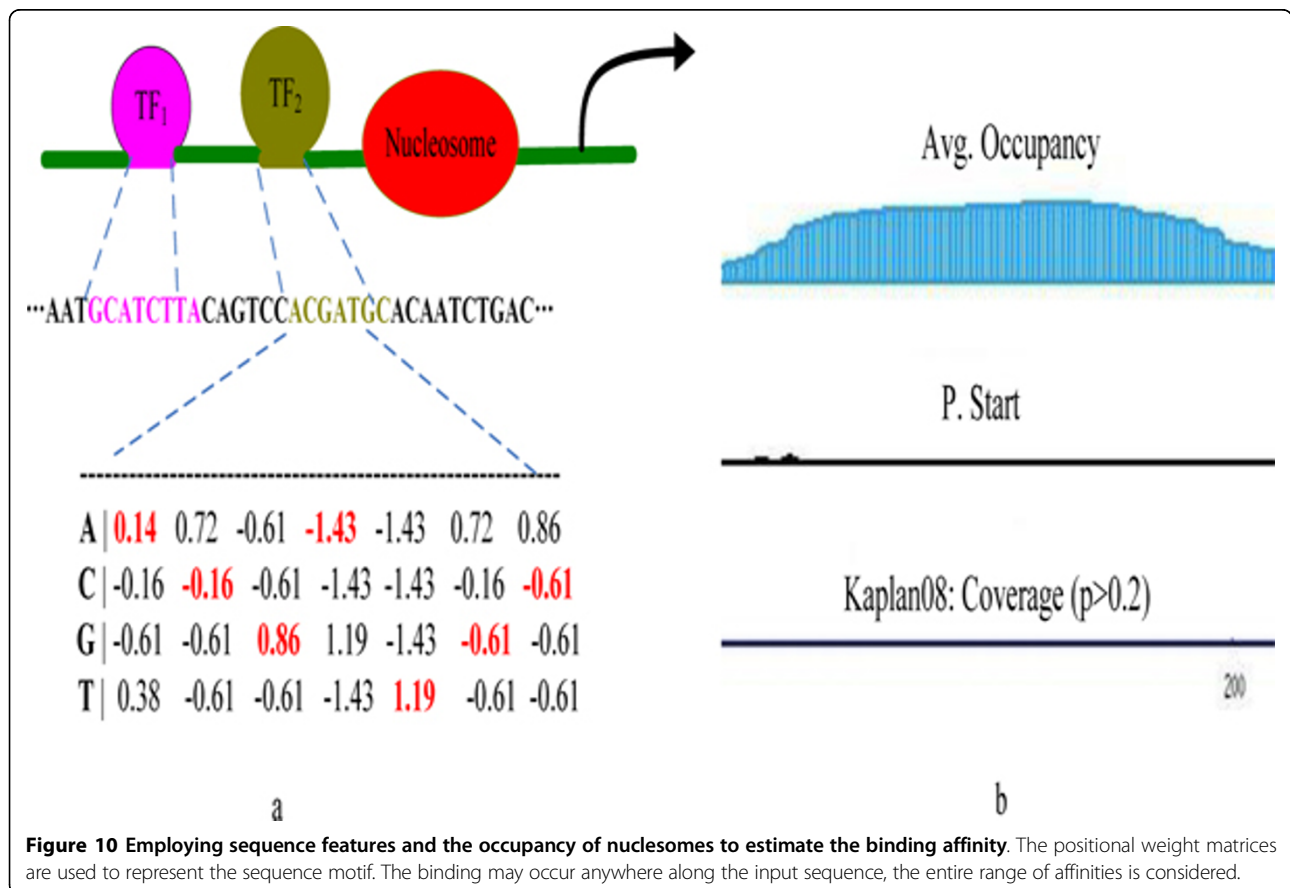 TF1
TF2
Nucleosome
···AATGCATCTTACAGTCCACGATGCACAATCTGAC···
A| 0.14 0.72 -0.61 -1.43 -1.43 0.72 0.86
C| -0.16 -0.16 -0.61 -1.43 -1.43 -0.16 -0.61
G| -0.61 -0.61 0.86 1.19 -1.43 -0.61 -0.61
T| 0.38 -0.61 -0.61 -1.43 1.19 -0.61 -0.61
a
Avg. Occupancy
P. Start
Kaplan08: Coverage (p>0.2)
200
b
Figure 10 Employing sequence features and the occupancy of nuclesomes to estimate the binding affinity. The positional weight matrices
are used to represent the sequence motif. The binding may occur anywhere along the input sequence, the entire range of affinities is considered.